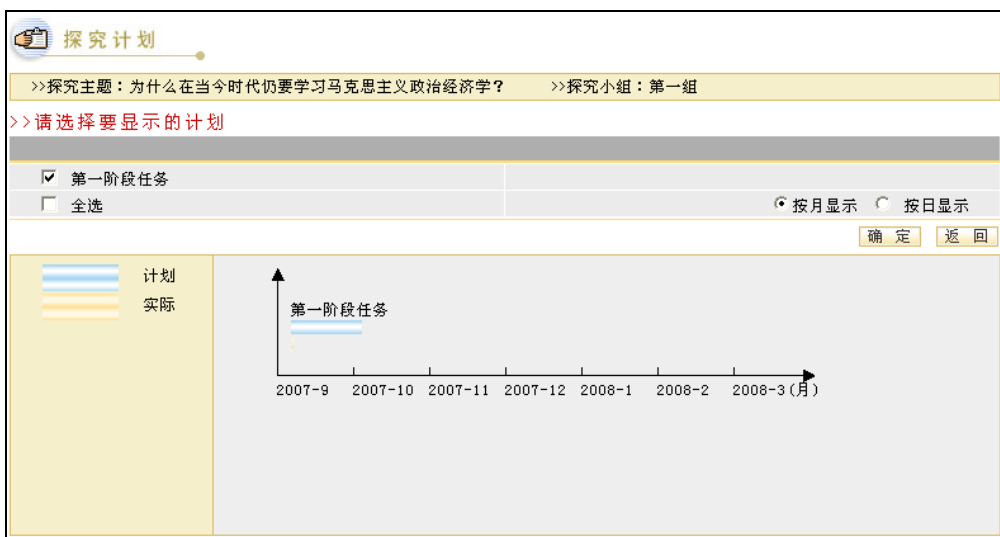 探究计划
>>探究主题：为什么在当今时代仍要学习马克思主义政治经济学？ >>探究小组：第一组
>>请选择要显示的计划
第一阶段任务
全选 按月显示 按日显示
确 定 返 回
计划
实际
第一阶段任务
2007-9 2007-10 2007-11 2007-12 2008-1 2008-2 2008-3(月)